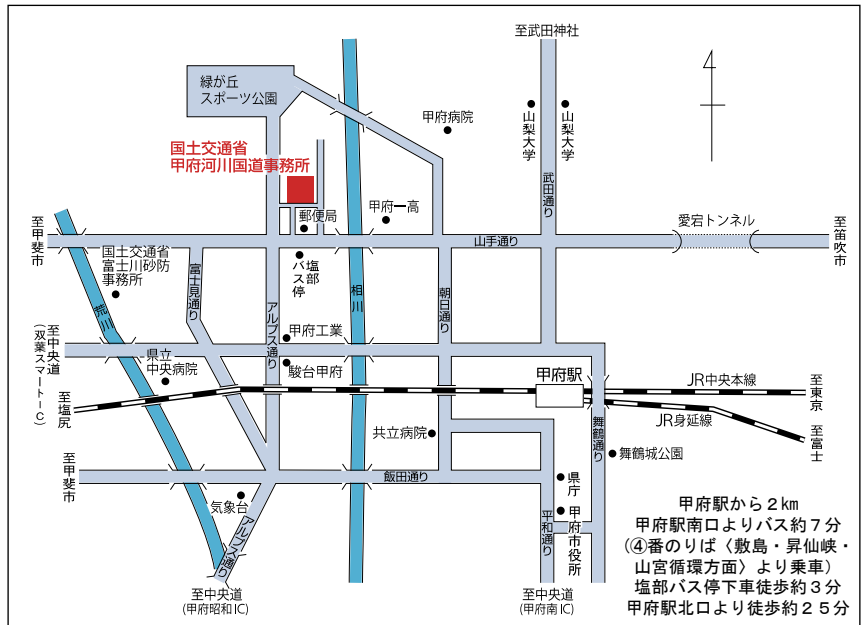 至武田神社
緑が丘
スポーツ公園
甲府病院
山梨大学
山梨大学
国土交通省
甲府河川国道事務所
武田通り
郵便局
甲府一高
愛宕トンネル
至甲斐市
山手通り
至笛吹市
国土交通省
富士川砂防
事務所
富士見通り
塩部
バス停
相川
朝日通り
荒川
アルプス通り
甲府工業
至中央道
(双葉スマートIC)
県立
中央病院
駿台甲府
甲府駅
JR中央本線
至東京
至塩尻
JR身延線
至富士
共立病院
舞鶴通り
舞鶴城公園
至甲斐市
飯田通り
県庁
気象台
アルプス通り
平和通り
甲府市役所
至中央道
(甲府昭和IC)
至中央道
(甲府南IC)
甲府駅から2km
甲府駅南口よりバス約7分
(④番のりば〈敷島・昇仙峡・
山宮循環方面〉より乗車)
塩部バス停下車徒歩約3分
甲府駅北口より徒歩約25分